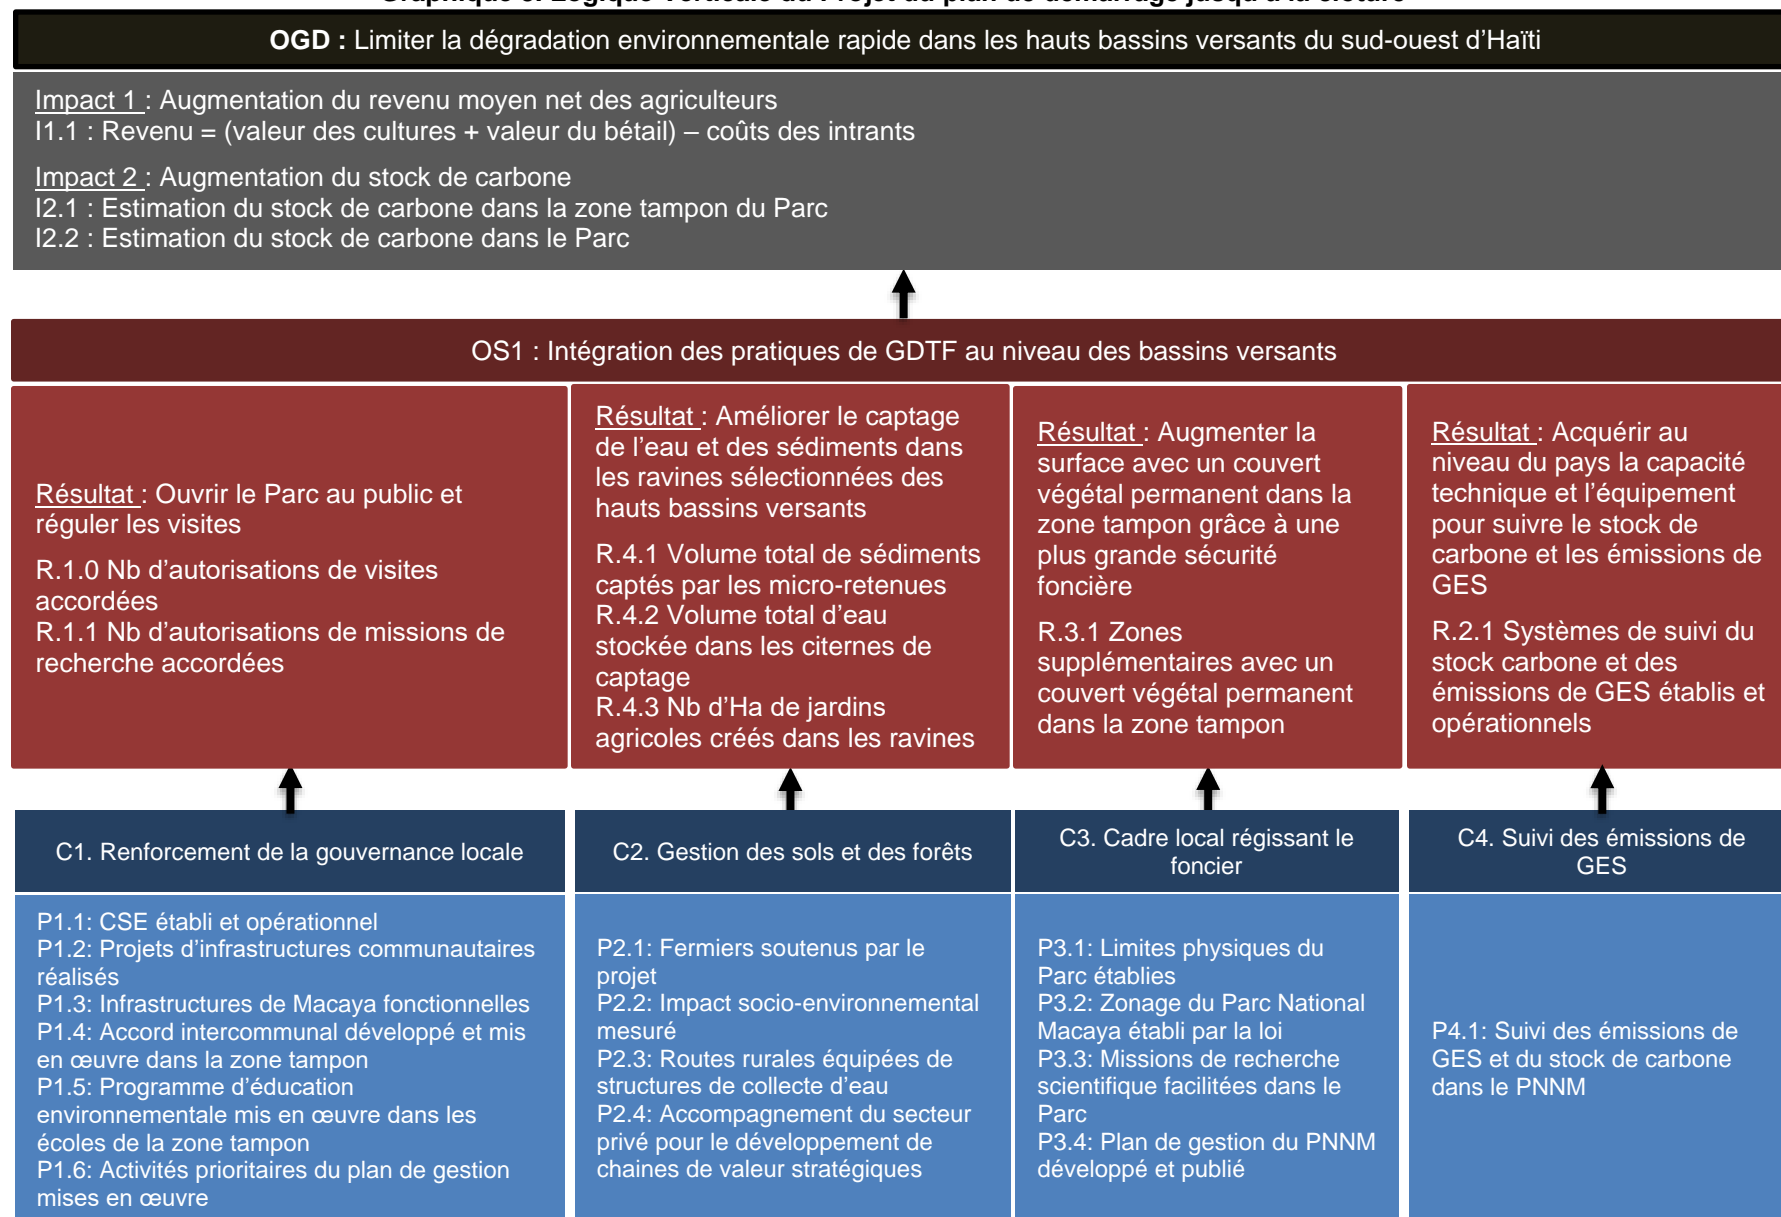 OGD : Limiter la dégradation environnementale rapide dans les hauts bassins versants du sud-ouest d'Haïti
Impact 1 : Augmentation du revenu moyen net des agriculteurs
I1.1 : Revenu = (valeur des cultures + valeur du bétail) – coûts des intrants
Impact 2 : Augmentation du stock de carbone
I2.1 : Estimation du stock de carbone dans la zone tampon du Parc
I2.2 : Estimation du stock de carbone dans le Parc
OS1 : Intégration des pratiques de GDTF au niveau des bassins versants
Résultat : Ouvrir le Parc au public et
réguler les visites
R.1.0 Nb d'autorisations de visites
accordées
R.1.1 Nb d'autorisations de missions de
recherche accordées
Résultat : Améliorer le captage
de l'eau et des sédiments dans
les ravines sélectionnées des
hauts bassins versants
R.4.1 Volume total de sédiments
captés par les micro-retenues
R.4.2 Volume total d'eau
stockée dans les citernes de
captage
R.4.3 Nb d'Ha de jardins
agricoles créés dans les ravines
Résultat : Augmenter la
surface avec un couvert
végétal permanent dans la
zone tampon grâce à une
plus grande sécurité
foncière
R.3.1 Zones
supplémentaires avec un
couvert végétal permanent
dans la zone tampon
Résultat : Acquérir au
niveau du pays la capacité
technique et l'équipement
pour suivre le stock de
carbone et les émissions de
GES
R.2.1 Systèmes de suivi du
stock carbone et des
émissions de GES établis et
opérationnels
C1. Renforcement de la gouvernance locale
C2. Gestion des sols et des forêts
C3. Cadre local régissant le
foncier
C4. Suivi des émissions de
GES
P1.1: CSE établi et opérationnel
P1.2: Projets d'infrastructures communautaires
réalisés
P1.3: Infrastructures de Macaya fonctionnelles
P1.4: Accord intercommunal développé et mis
en œuvre dans la zone tampon
P1.5: Programme d'éducation
environnementale mis en œuvre dans les
écoles de la zone tampon
P1.6: Activités prioritaires du plan de gestion
mises en œuvre
P2.1: Fermiers soutenus par le
projet
P2.2: Impact socio-environnemental
mesuré
P2.3: Routes rurales équipées de
structures de collecte d'eau
P2.4: Accompagnement du secteur
privé pour le développement de
chaines de valeur stratégiques
P3.1: Limites physiques du
Parc établies
P3.2: Zonage du Parc National
Macaya établi par la loi
P3.3: Missions de recherche
scientifique facilitées dans le
Parc
P3.4: Plan de gestion du PNNM
développé et publié
P4.1: Suivi des émissions de
GES et du stock de carbone
dans le PNNM